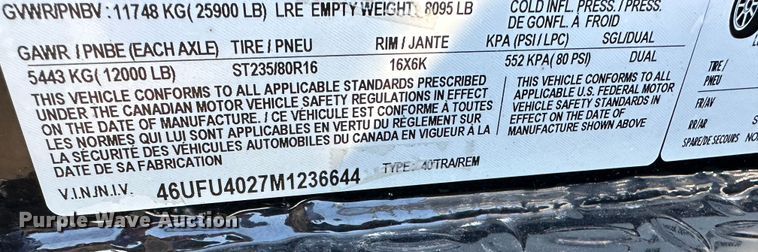 GVWR/PNBV : 11748 KG( 25900 LB) LRE EMPTY WEIGHT: 8095 LB
COLD INFL. PRESS./ PRESS. DE GONFL. À FROID
GAWR / PNBE (EACH AXLE) TIRE / PNEU RIM / JANTE KPA (PSI / LPC) SGL/DUAL
5443 KG( 12000 LB) ST235/80R16 16X6K 552 KPA ( 80 PSI) DUAL
THIS VEHICLE CONFORMS TO ALL APPLICABLE STANDARDS PRESCRIBED
UNDER THE CANADIAN MOTOR VEHICLE SAFETY REGULATIONS IN EFFECT
ON THE DATE OF MANUFACTURE. / CE VÉHICULE EST CONFORME À TOUTES
LES NORMES QUI LUI SONT APPLICABLES EN VERTU DU RÈGLEMENT SUR
LA SÉCURITÉ DES VÉHICULES AUTOMOBILES DU CANADA EN VIGUEUR À LA
DATE DE SA FABRICATION
THIS VEHICLE CONFORMS TO ALL
APPLICABLE U.S. FEDERAL MOTOR
VEHICLE SAFETY STANDARDS IN
EFFECT ON THE DATE OF
MANUFACTURE SHOWN ABOVE
V.I.N./N.I.V. 46UFU4027M1236644 TYPE: 40TRA/REM
TIRE /
PNEU
FR/AV
RR/AR
SPARE/DE SECOURS
Purple Wave Auction